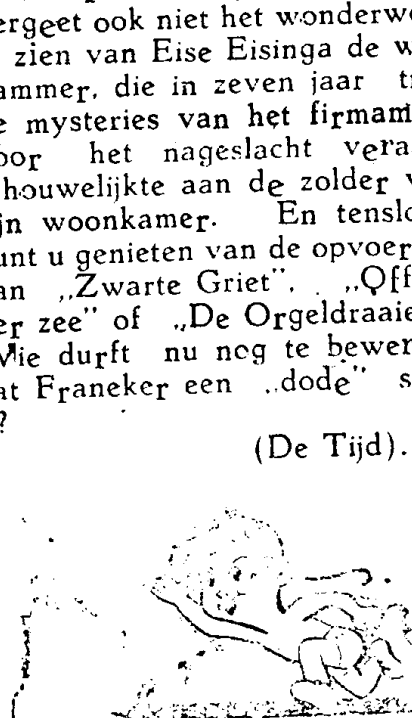 ergeet ook niet het wonderwe
zien van Eise Eisinga de w
ammer, die in zeven jaar t
e mysteries van het firmam
oor het nageslacht vera
houwelijkte aan de zolder v
jn woonkamer. En tenslo
unt u genieten van de opvoer
an „Zwarte Griet", „Off
er zee" of „De Orgeldraaie
Wie durft nu nog te bewer
at Franeker een „dode" s
?
(De Tijd).